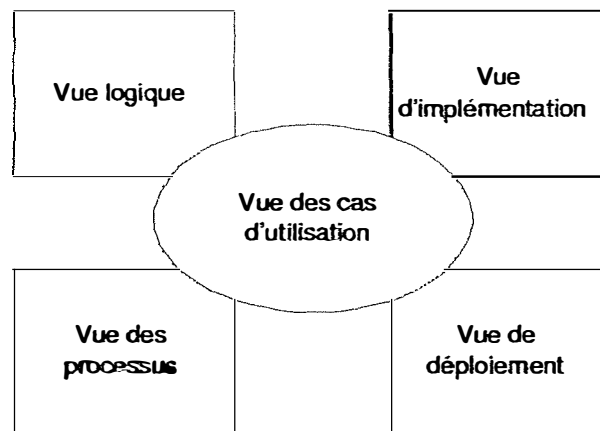 Vue logique
Vue
d'implémentation
Vue des cas
d'utilisation
Vue des
processus
Vue de
déploiement